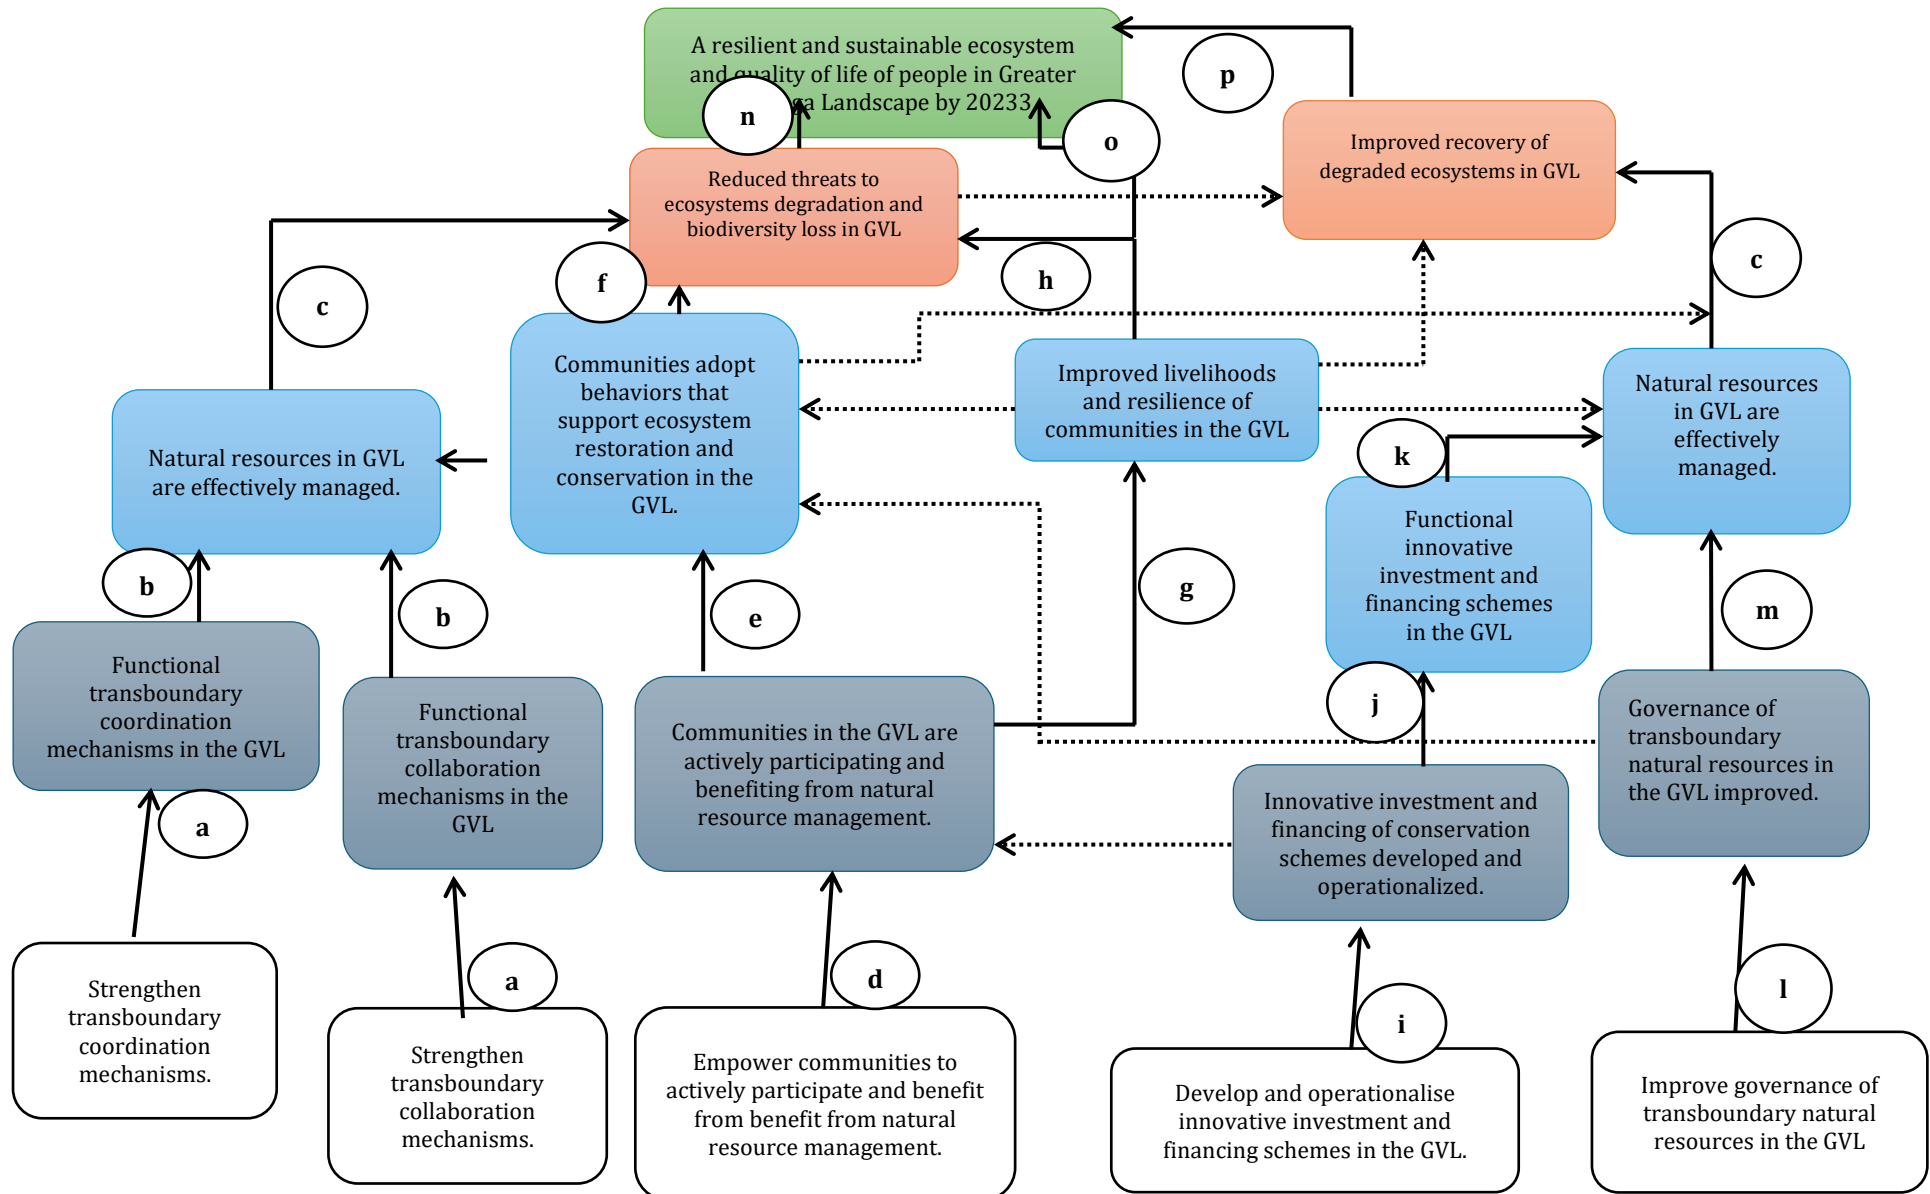 A resilient and sustainable ecosystem
and quality of life of people in Greater
Landscape by 20233
p
n
o
Improved recovery of
degraded ecosystems in GVL
Reduced threats to
ecosystems degradation and
biodiversity loss in GVL
c
f
h
c
Communities adopt
behaviors that
support ecosystem
restoration and
conservation in the
GVL.
Improved livelihoods
and resilience of
communities in the GVL
Natural resources
in GVL are
effectively
managed.
Natural resources in GVL
are effectively managed.
k
Functional
innovative
investment and
financing schemes
in the GVL
b
b
e
g
m
Functional
transboundary
coordination
mechanisms in the GVL
Functional
transboundary
collaboration
mechanisms in the
GVL
Communities in the GVL are
actively participating and
benefiting from natural
resource management.
j
Governance of
transboundary
natural resources in
the GVL improved.
Innovative investment and
financing of conservation
schemes developed and
operationalized.
a
a
d
i
l
Strengthen
transboundary
coordination
mechanisms.
Strengthen
transboundary
collaboration
mechanisms.
Empower communities to
actively participate and benefit
from benefit from natural
resource management.
Develop and operationalise
innovative investment and
financing schemes in the GVL.
Improve governance of
transboundary natural
resources in the GVL